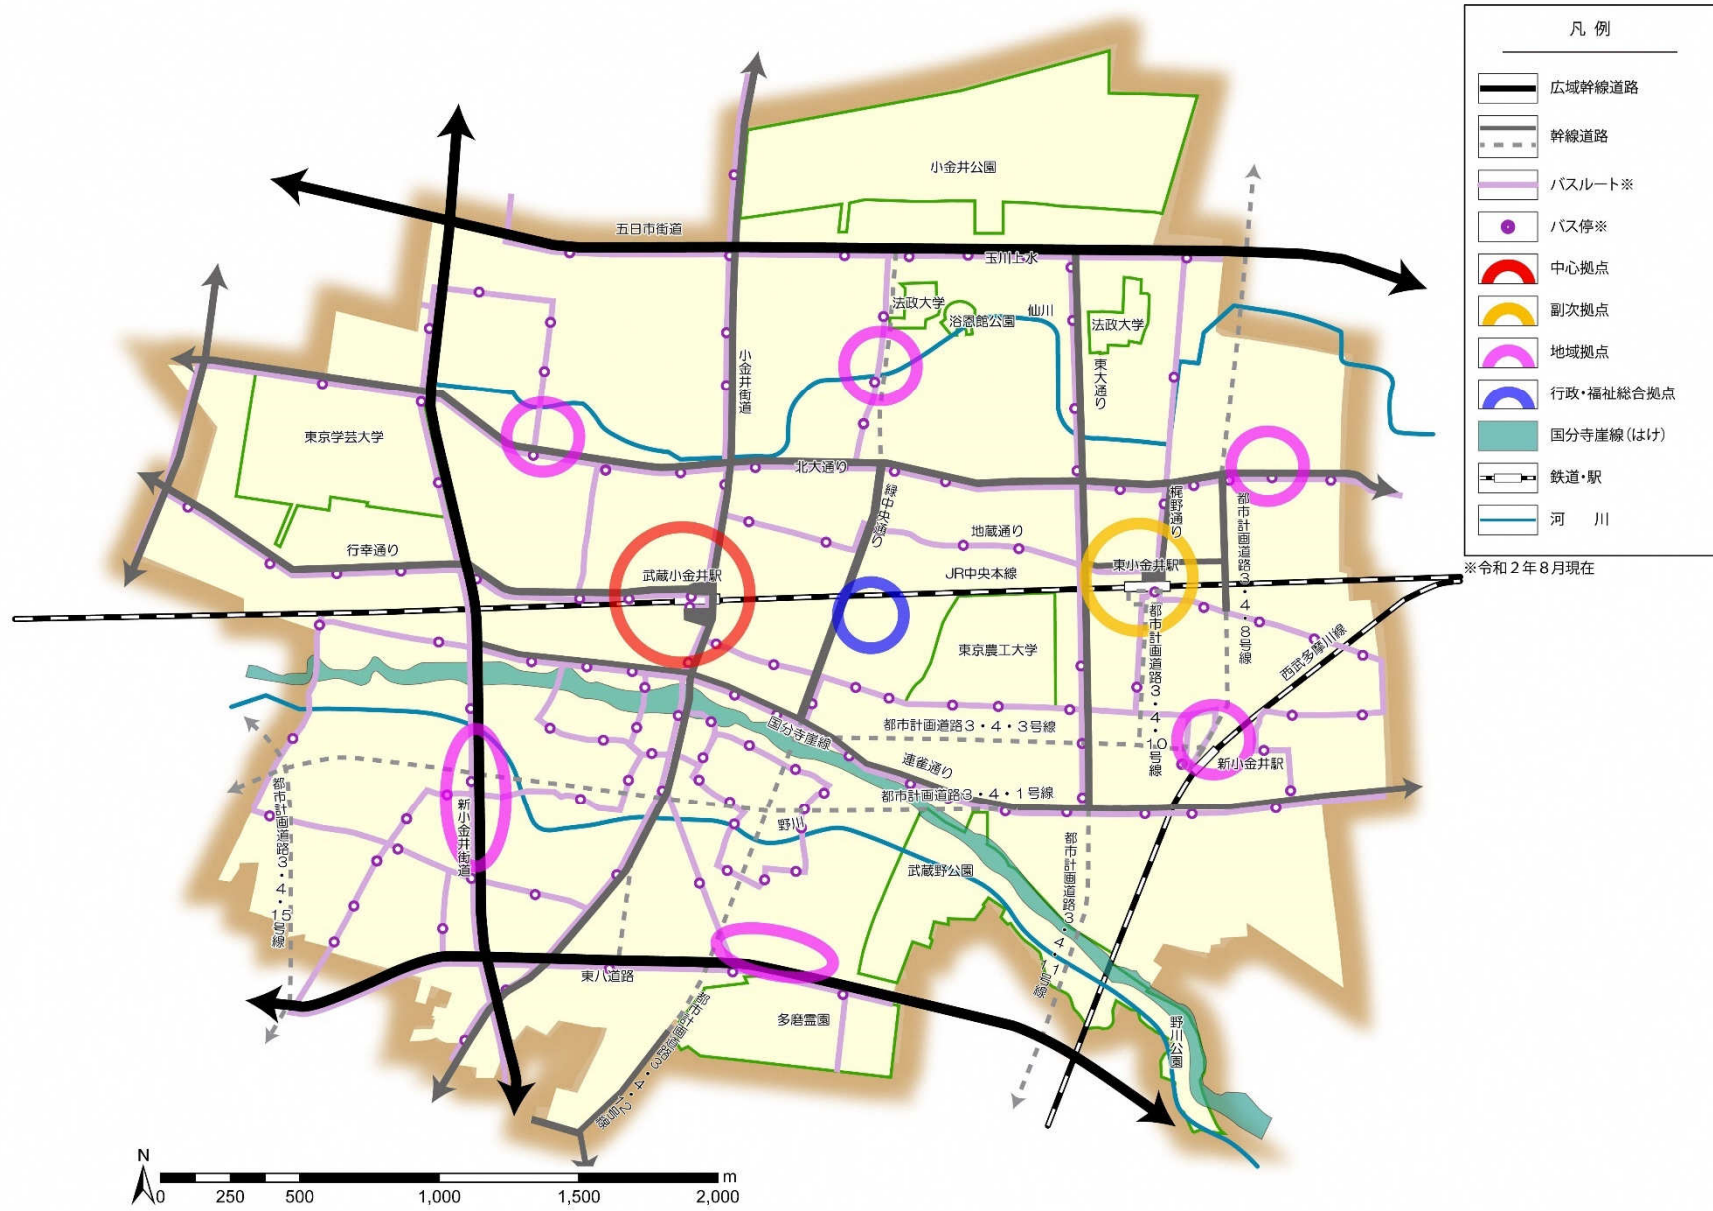 凡 例
広域幹線道路
幹線道路
バスルート※
バス停※
中心拠点
副次拠点
地域拠点
行政・福祉総合拠点
国分寺崖線(はけ)
鉄道・駅
河 川
※令和2年8月現在
小金井公園
五日市街道
玉川上水
法政大学
浴恩館公園
仙川
法政大学
小金井街道
東大通り
東京学芸大学
北大通り
緑中央通り
梶野通り
都市計画道路3・4・8号線
地蔵通り
行幸通り
武蔵小金井駅
JR中央本線
東小金井駅
東京農工大学
都市計画道路3・4・10号線
西武多摩川線
国分寺崖線
都市計画道路3・4・3号線
連雀通り
新小金井駅
都市計画道路3・4・1号線
都市計画道路3・4・15号線
新小金井街道
野川
武蔵野公園
都市計画道路3・4・11号線
東八道路
多磨霊園
都市計画道路3・4・12号線
野川公園
N
m
0
250
500
1,000
1,500
2,000